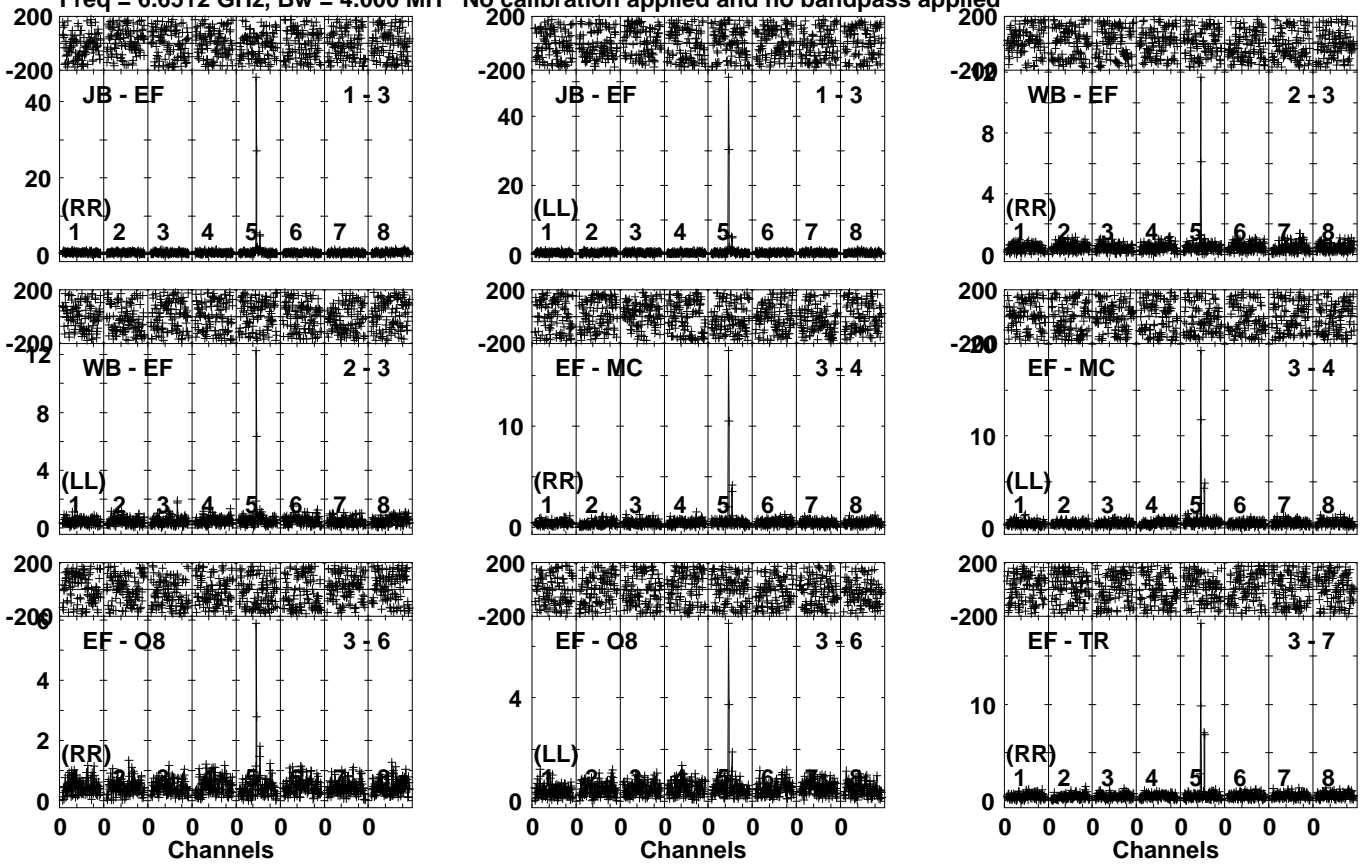 Freq = 6.6512 GHz, Bw = 4.000 MH No calibration applied and no bandpass applied
200
-200
JB - EF 1 - 3
40
20
0
(RR)
1 2 3 4 5 6 7 8
200
-200
JB - EF 1 - 3
40
20
0
(LL)
1 2 3 4 5 6 7 8
200
-200
12
WB - EF 2 - 3
8
4
0
(RR)
1 2 3 4 5 6 7 8
200
-200
12
WB - EF 2 - 3
8
4
0
(LL)
1 2 3 4 5 6 7 8
200
-200
EF - MC 3 - 4
10
0
(RR)
1 2 3 4 5 6 7 8
200
-200
20
EF - MC 3 - 4
10
0
(LL)
1 2 3 4 5 6 7 8
200
-200
6
EF - O8 3 - 6
4
2
0
(RR)
1 2 3 4 5 6 7 8
0 0 0 0 0 0 0 0
Channels
200
-200
EF - O8 3 - 6
4
0
(LL)
1 2 3 4 5 6 7 8
0 0 0 0 0 0 0 0
Channels
200
-200
EF - TR 3 - 7
10
0
(RR)
1 2 3 4 5 6 7 8
0 0 0 0 0 0 0 0
Channels